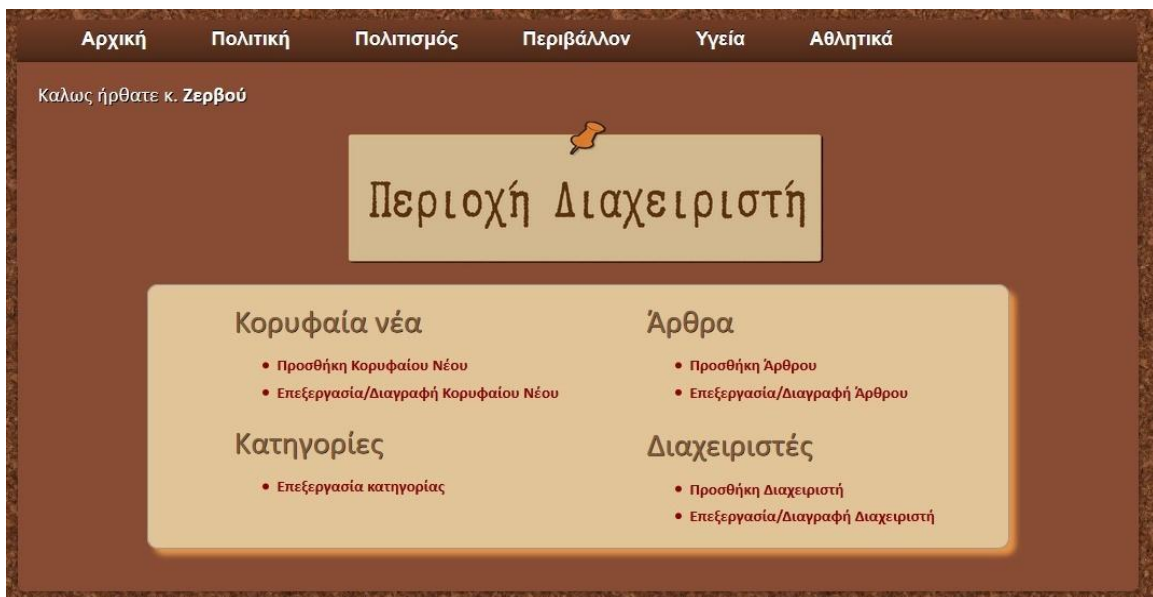 Αρχική Πολιτική Πολιτισμός Περιβάλλον Υγεία Αθλητικά
Καλως ήρθατε κ. Ζερβού
Περιοχή Διαχειριστή
Κορυφαία νέα
• Προσθήκη Κορυφαίου Νέου
• Επεξεργασία/Διαγραφή Κορυφαίου Νέου
Άρθρα
• Προσθήκη Άρθρου
• Επεξεργασία/Διαγραφή Άρθρου
Κατηγορίες
• Επεξεργασία κατηγορίας
Διαχειριστές
• Προσθήκη Διαχειριστή
• Επεξεργασία/Διαγραφή Διαχειριστή